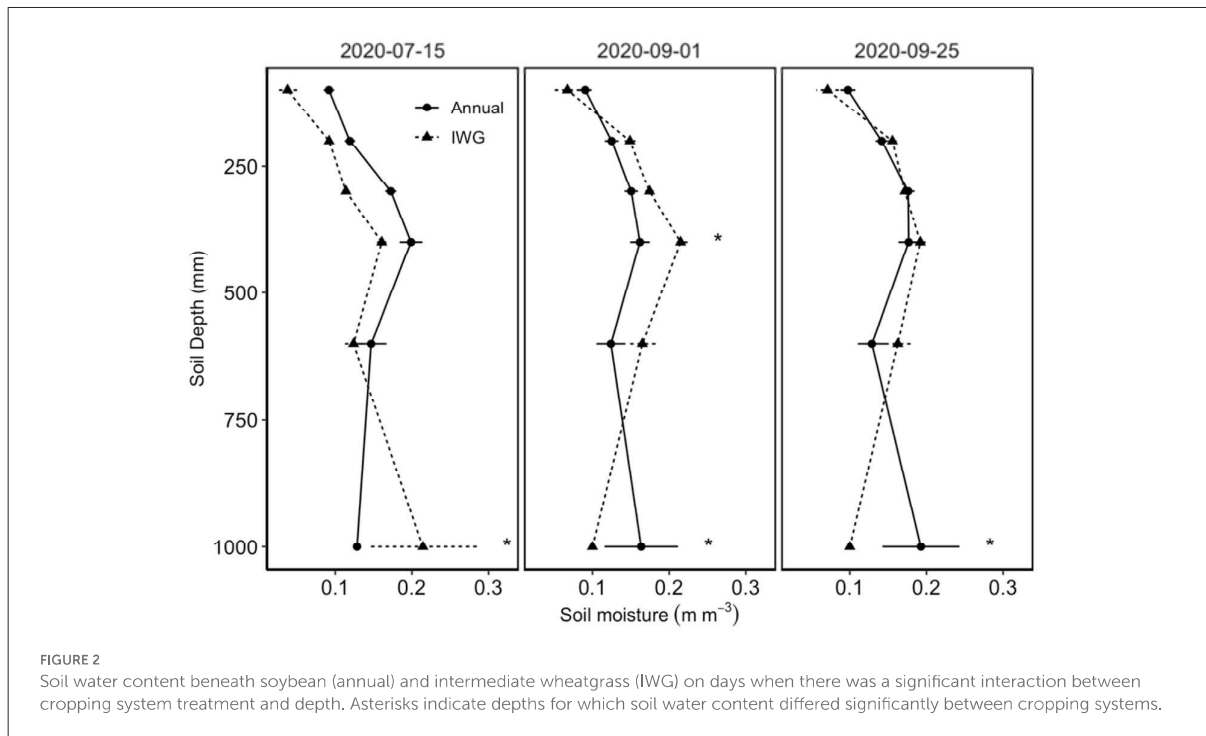 2020-07-15 2020-09-01 2020-09-25
Annual
IWG
250
500
750
1000
Soil Depth (mm)
*
* * *
0.1 0.2 0.3 0.1 0.2 0.3 0.1 0.2 0.3
Soil moisture (m m⁻³)
FIGURE 2
Soil water content beneath soybean (annual) and intermediate wheatgrass (IWG) on days when there was a significant interaction between
cropping system treatment and depth. Asterisks indicate depths for which soil water content differed significantly between cropping systems.